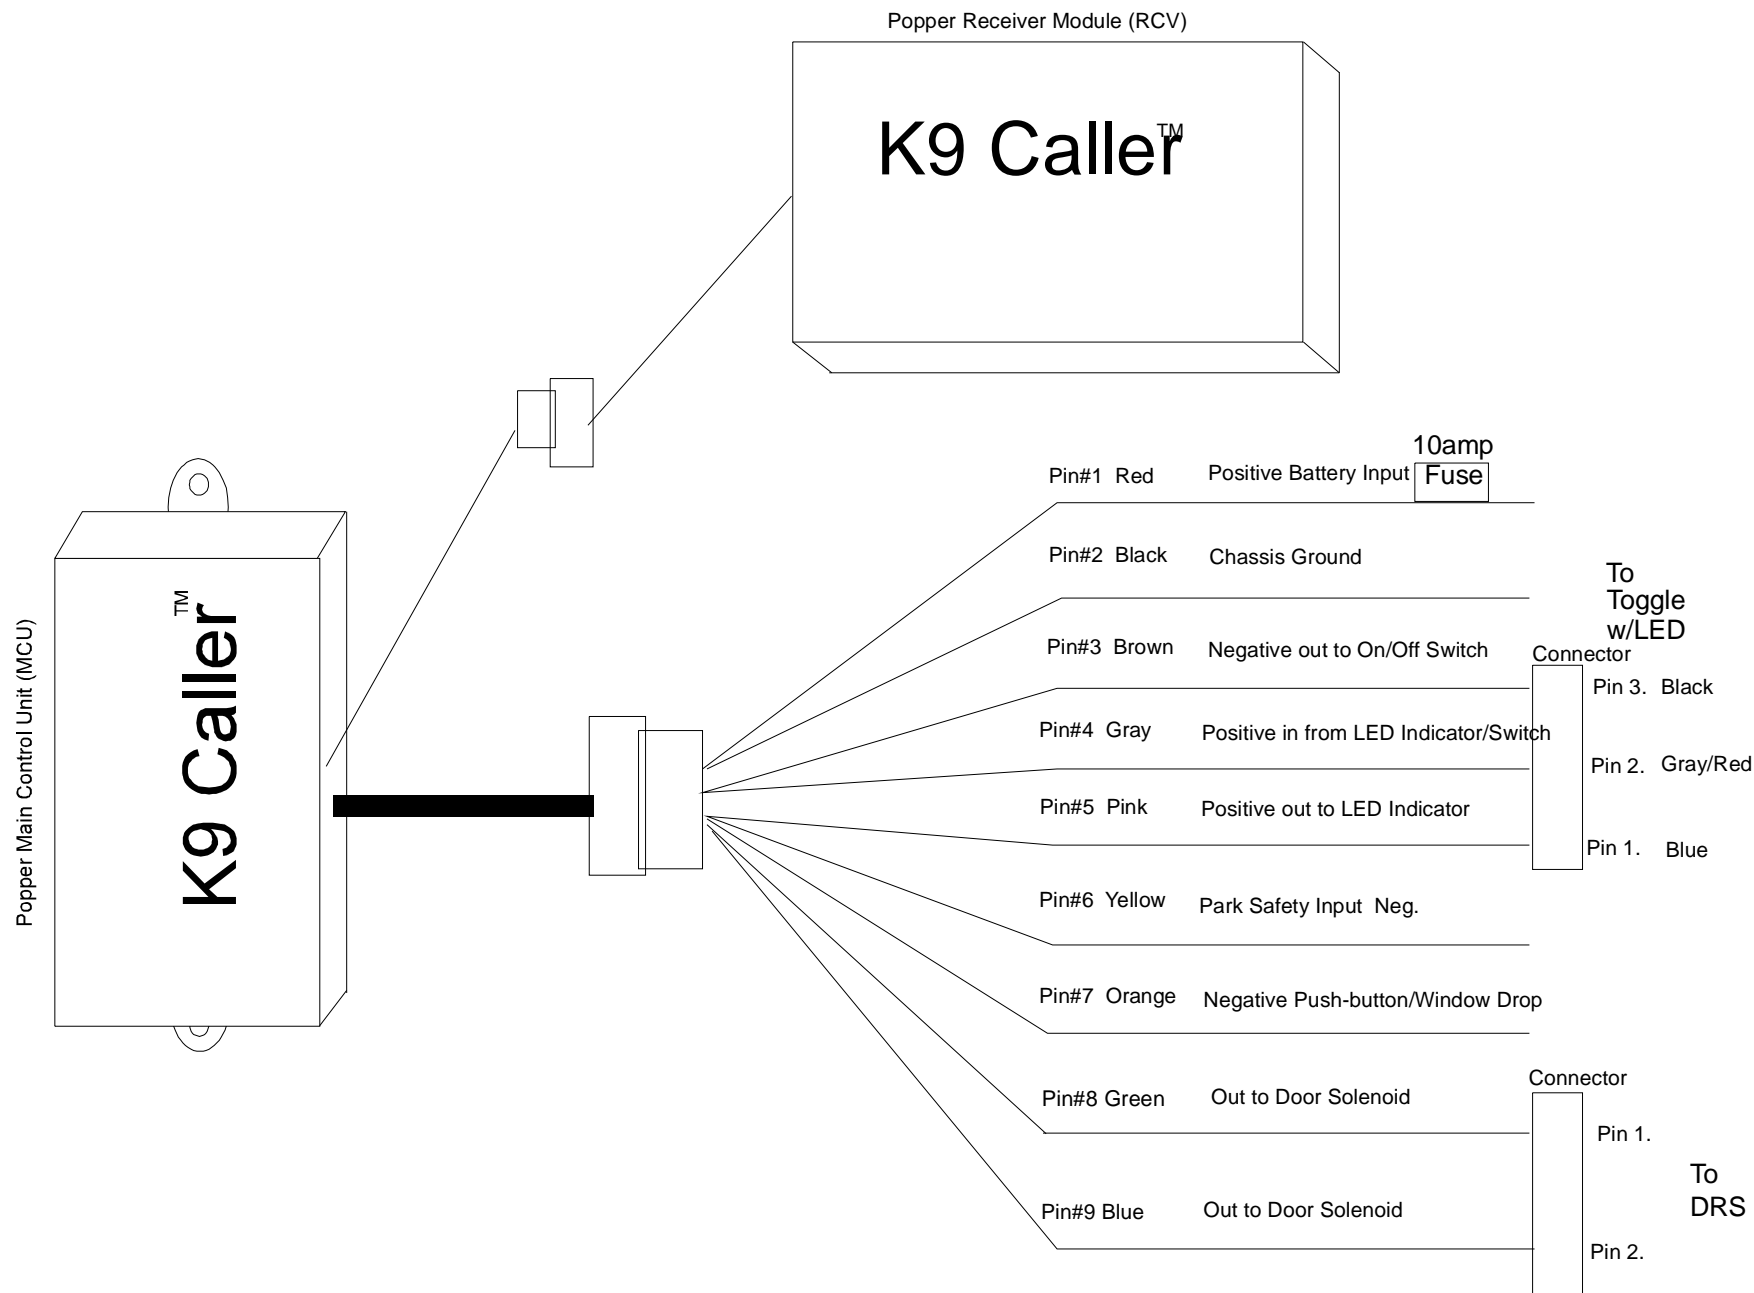 Popper Receiver Module (RCV)
K9 Caller™
Popper Main Control Unit (MCU)
K9 Caller™
10amp
Fuse
Pin#1 Red Positive Battery Input
Pin#2 Black Chassis Ground
To
Toggle
w/LED
Pin#3 Brown Negative out to On/Off Switch
Connector
Pin 3. Black
Pin#4 Gray Positive in from LED Indicator/Switch
Pin 2. Gray/Red
Pin#5 Pink Positive out to LED Indicator
Pin 1. Blue
Pin#6 Yellow Park Safety Input Neg.
Pin#7 Orange Negative Push-button/Window Drop
Connector
Pin#8 Green Out to Door Solenoid
Pin 1.
To
DRS
Pin#9 Blue Out to Door Solenoid
Pin 2.